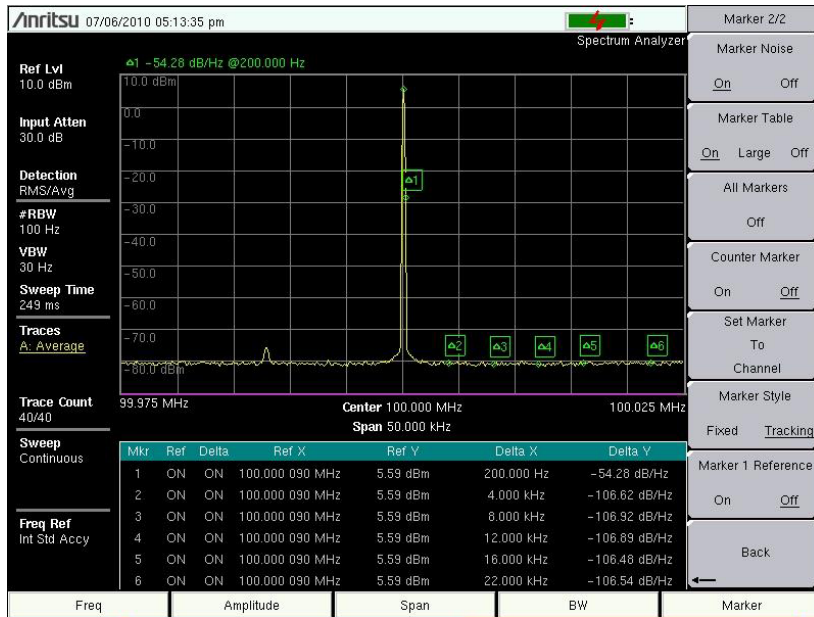 Anritsu 07/06/2010 05:13:35 pm
Spectrum Analyzer
Δ1 -54.28 dB/Hz @200.000 Hz
Ref Lvl
10.0 dBm
Input Atten
30.0 dB
Detection
RMS/Avg
#RBW
100 Hz
VBW
30 Hz
Sweep Time
249 ms
Traces
A: Average
Trace Count
40/40
Sweep
Continuous
Freq Ref
Int Std Accy
10.0 dBm
0.0
-10.0
-20.0
-30.0
-40.0
-50.0
-60.0
-70.0
-80.0 dBm
Δ1
Δ2
Δ3
Δ4
Δ5
Δ6
99.975 MHz
Center 100.000 MHz
100.025 MHz
Span 50.000 kHz
Mkr Ref Delta Ref X Ref Y Delta X Delta Y
1 ON ON 100.000 090 MHz 5.59 dBm 200.000 Hz -54.28 dB/Hz
2 ON ON 100.000 090 MHz 5.59 dBm 4.000 kHz -106.62 dB/Hz
3 ON ON 100.000 090 MHz 5.59 dBm 8.000 kHz -106.92 dB/Hz
4 ON ON 100.000 090 MHz 5.59 dBm 12.000 kHz -106.89 dB/Hz
5 ON ON 100.000 090 MHz 5.59 dBm 16.000 kHz -106.48 dB/Hz
6 ON ON 100.000 090 MHz 5.59 dBm 22.000 kHz -106.54 dB/Hz
Marker 2/2
Marker Noise
On Off
Marker Table
On Large Off
All Markers
Off
Counter Marker
On Off
Set Marker
To
Channel
Marker Style
Fixed Tracking
Marker 1 Reference
On Off
Back
Freq Amplitude Span BW Marker